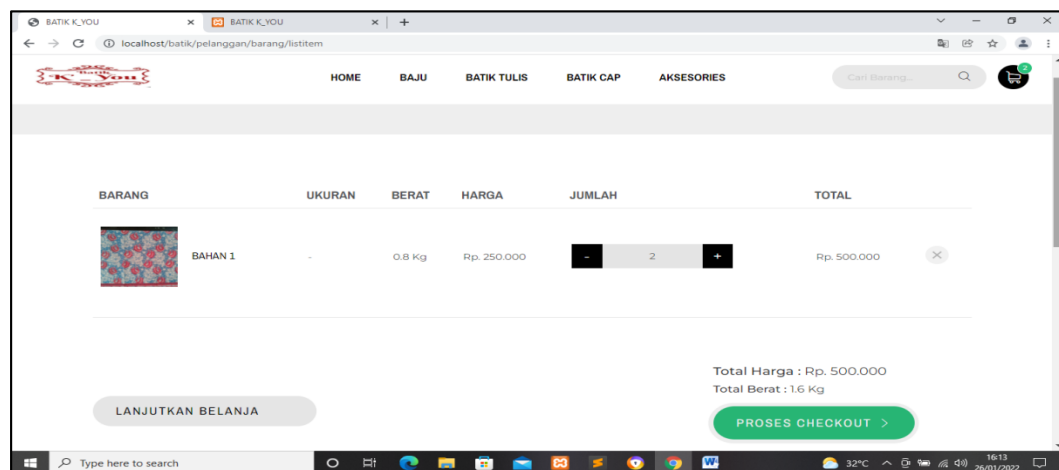 BATIK K_YOU
BATIK K_YOU
localhost/batik/pelanggan/barang/listitem
Batik
K_You
HOME BAJU BATIK TULIS BATIK CAP AKSESORIES
Cari Barang...
2
BARANG UKURAN BERAT HARGA JUMLAH TOTAL
BAHAN 1 - 0.8 Kg Rp. 250.000 - 2 + Rp. 500.000
Total Harga : Rp. 500.000
Total Berat : 1.6 Kg
LANJUTKAN BELANJA
PROSES CHECKOUT >
Type here to search
32°C
16:13
26/01/2022